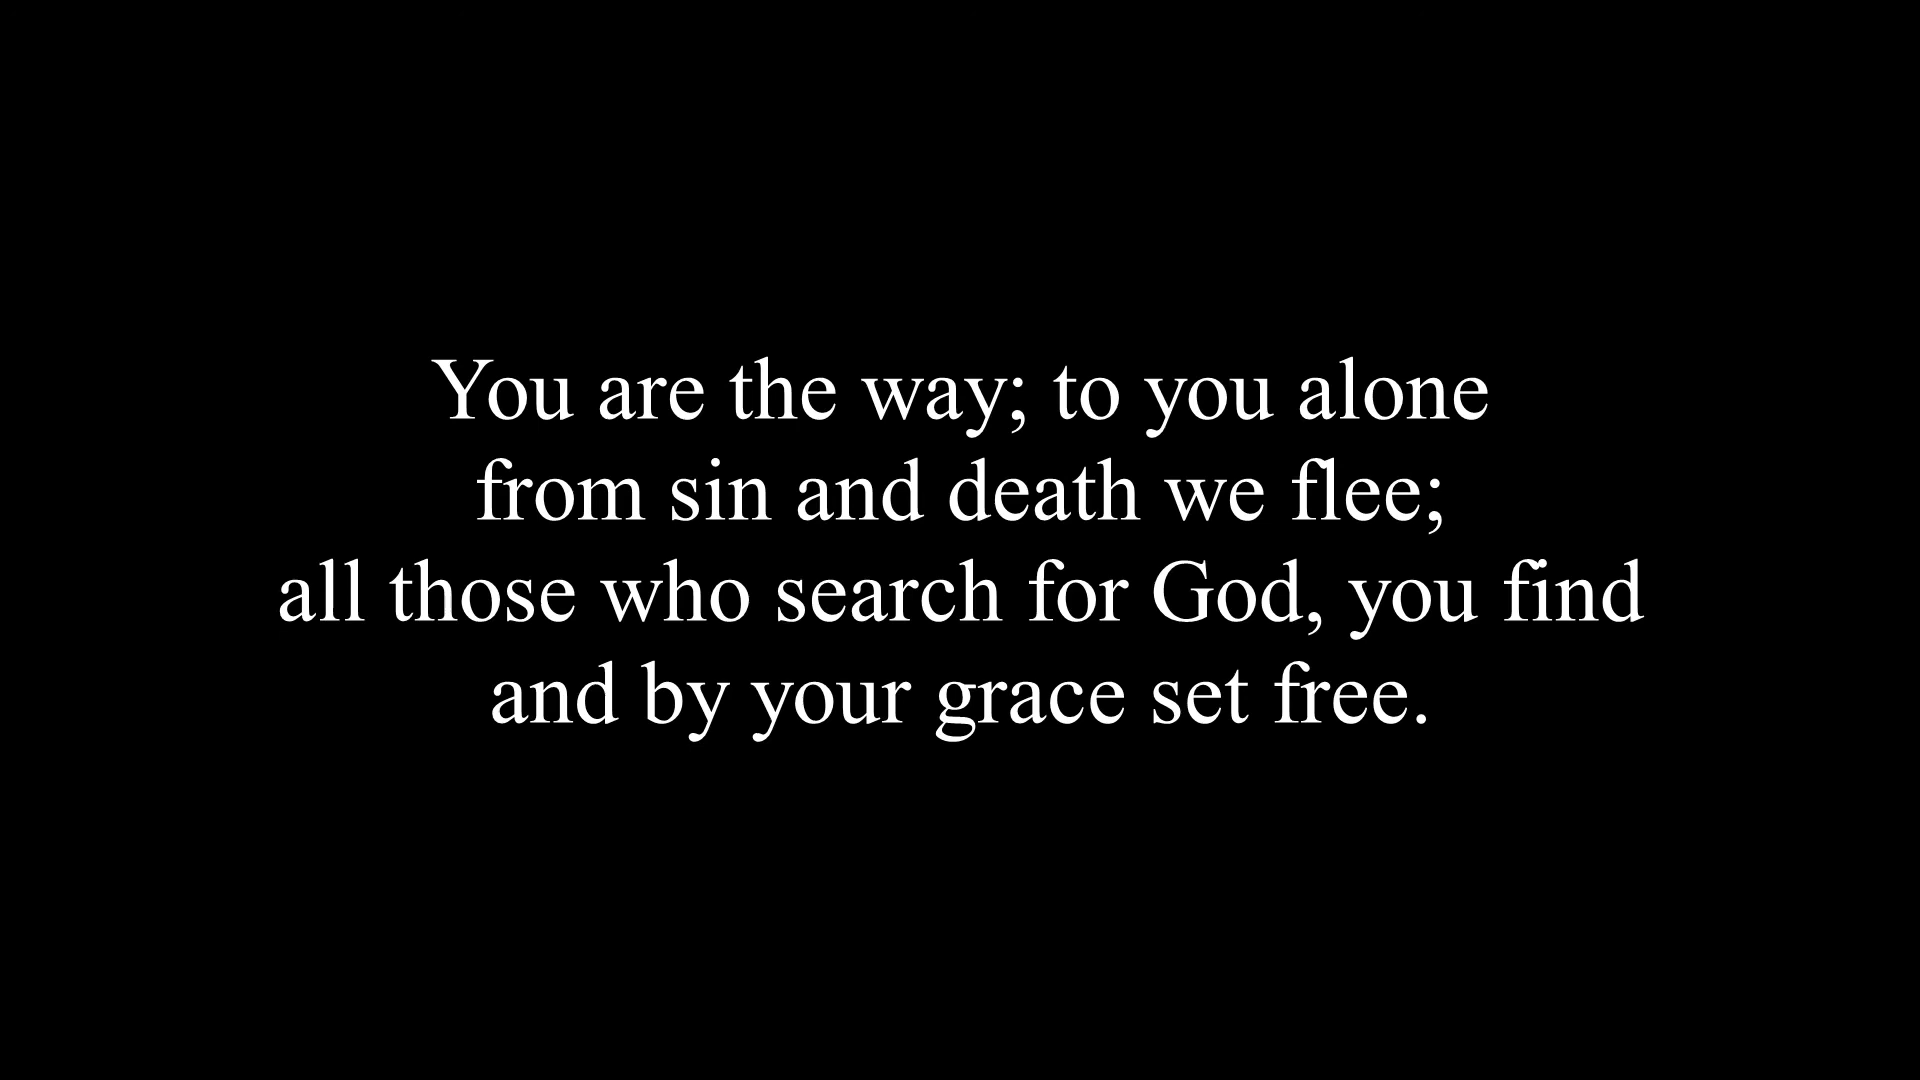 You are the way; to you alone
from sin and death we flee;
all those who search for God, you find
and by your grace set free.